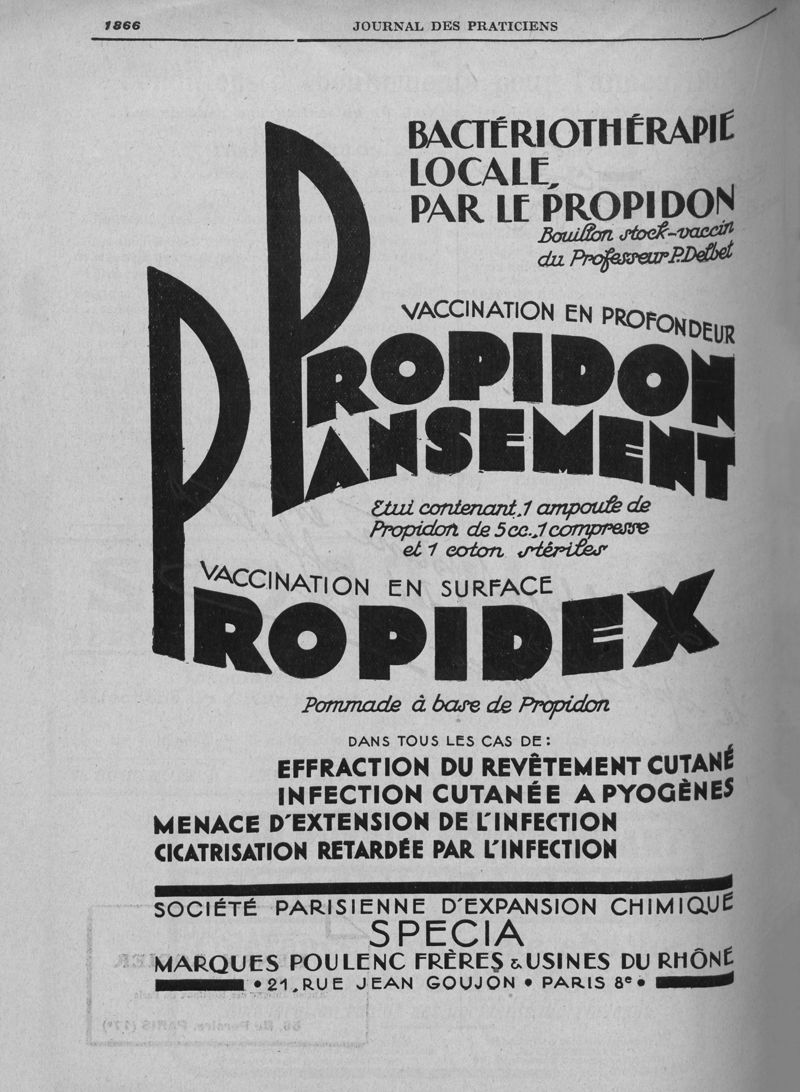 1866
JOURNAL DES PRATICIENS
BACTÉRIOTHÉRAPIE
LOCALE,
PAR LE PROPIDON
Bouillon stock-vaccin
du Professeur P. Delbet
VACCINATION EN PROFONDEUR
PROPIDON
PANSEMENT
Etui contenant.1 ampoule de
Propidon de 5cc.,1 compresse
et 1 coton stériles
VACCINATION EN SURFACE
PROPIDEX
Pommade à base de Propidon
DANS TOUS LES CAS DE:
EFFRACTION DU REVÊTEMENT CUTANÉ
INFECTION CUTANÉE A PYOGÈNES
MENACE D'EXTENSION DE L'INFECTION
CICATRISATION RETARDÉE PAR L'INFECTION
SOCIÉTÉ PARISIENNE D'EXPANSION CHIMIQUE
SPECIA
MARQUES POULENC FRÈRES & USINES DU RHÔNE
•21, RUE JEAN GOUJON • PARIS 8e•
86, PARIS (17e)